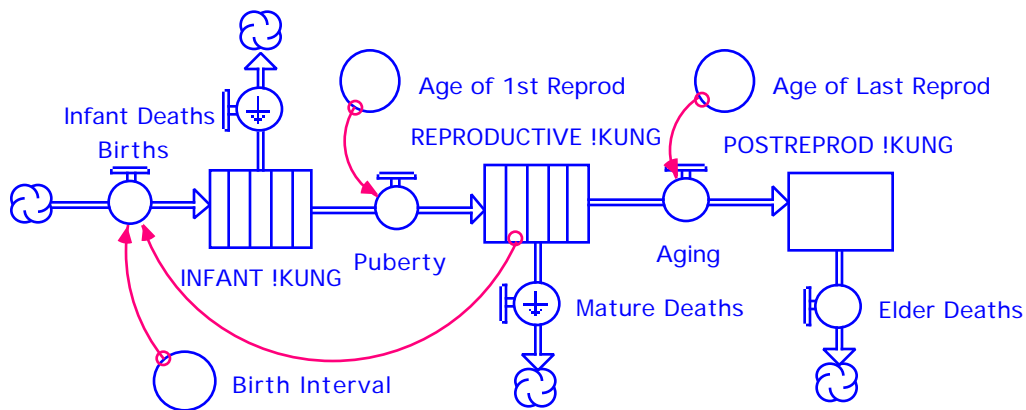 Age of 1st Reprod
Age of Last Reprod
Infant Deaths
Births
REPRODUCTIVE !KUNG
POSTREPROD !KUNG
INFANT !KUNG
Puberty
Aging
Mature Deaths
Elder Deaths
Birth Interval